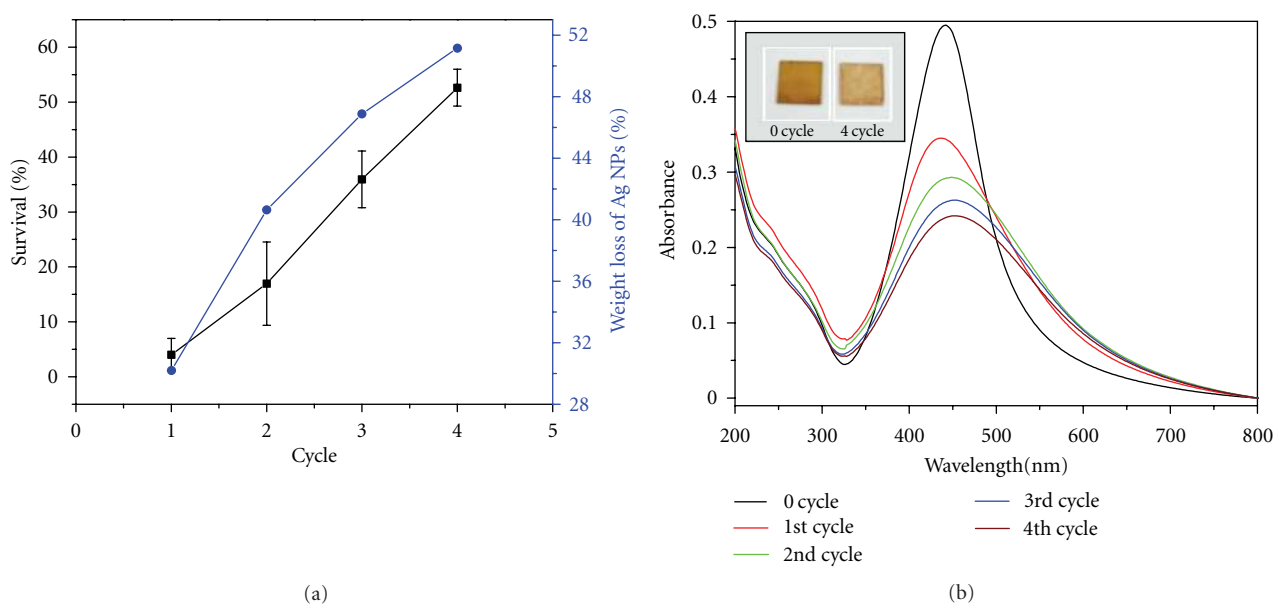 60
50
40
30
20
10
0
Survival (%)
52
48
44
40
36
32
28
Weight loss of Ag NPs (%)
0 1 2 3 4 5
Cycle
(a)
0.5
0.4
0.3
0.2
0.1
0
Absorbance
0 cycle 4 cycle
200 300 400 500 600 700 800
Wavelength(nm)
0 cycle
1st cycle
2nd cycle
3rd cycle
4th cycle
(b)